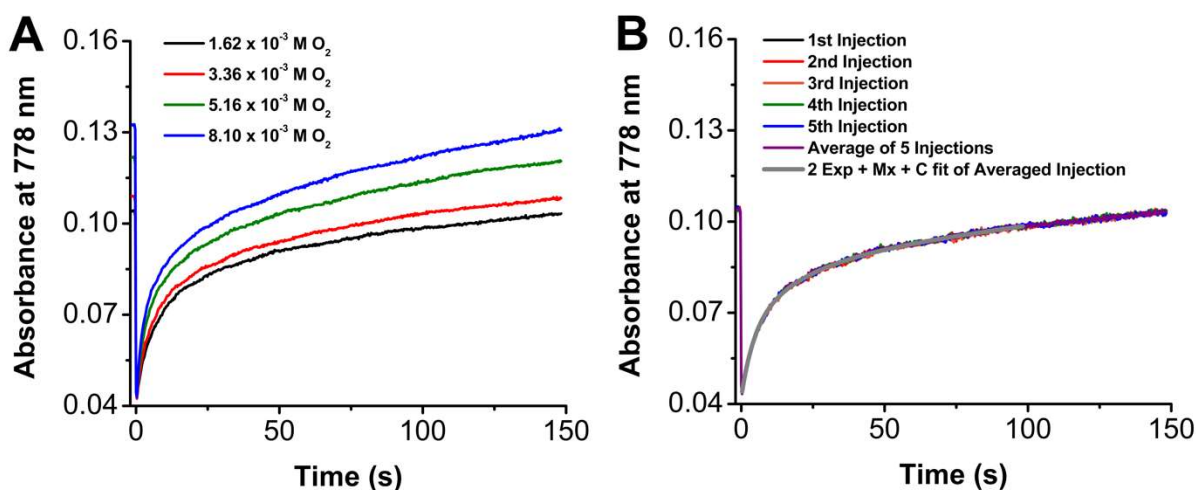 A
1.62 x 10⁻³ M O₂
3.36 x 10⁻³ M O₂
5.16 x 10⁻³ M O₂
8.10 x 10⁻³ M O₂
Absorbance at 778 nm
0.16
0.13
0.10
0.07
0.04
0
50
100
150
Time (s)
B
1st Injection
2nd Injection
3rd Injection
4th Injection
5th Injection
Average of 5 Injections
2 Exp + Mx + C fit of Averaged Injection
Absorbance at 778 nm
0.16
0.13
0.10
0.07
0.04
0
50
100
150
Time (s)